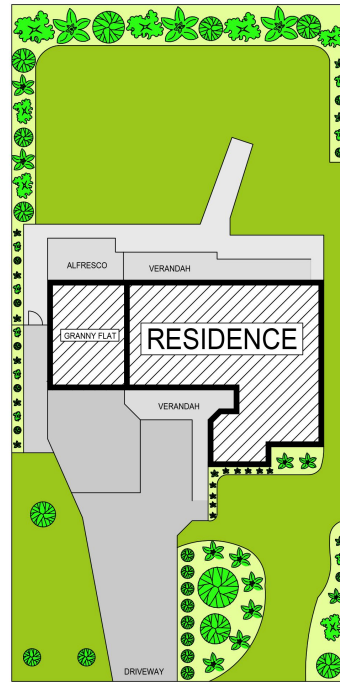 ALFRESCO
VERANDAH
GRANNY FLAT
RESIDENCE
VERANDAH
DRIVEWAY